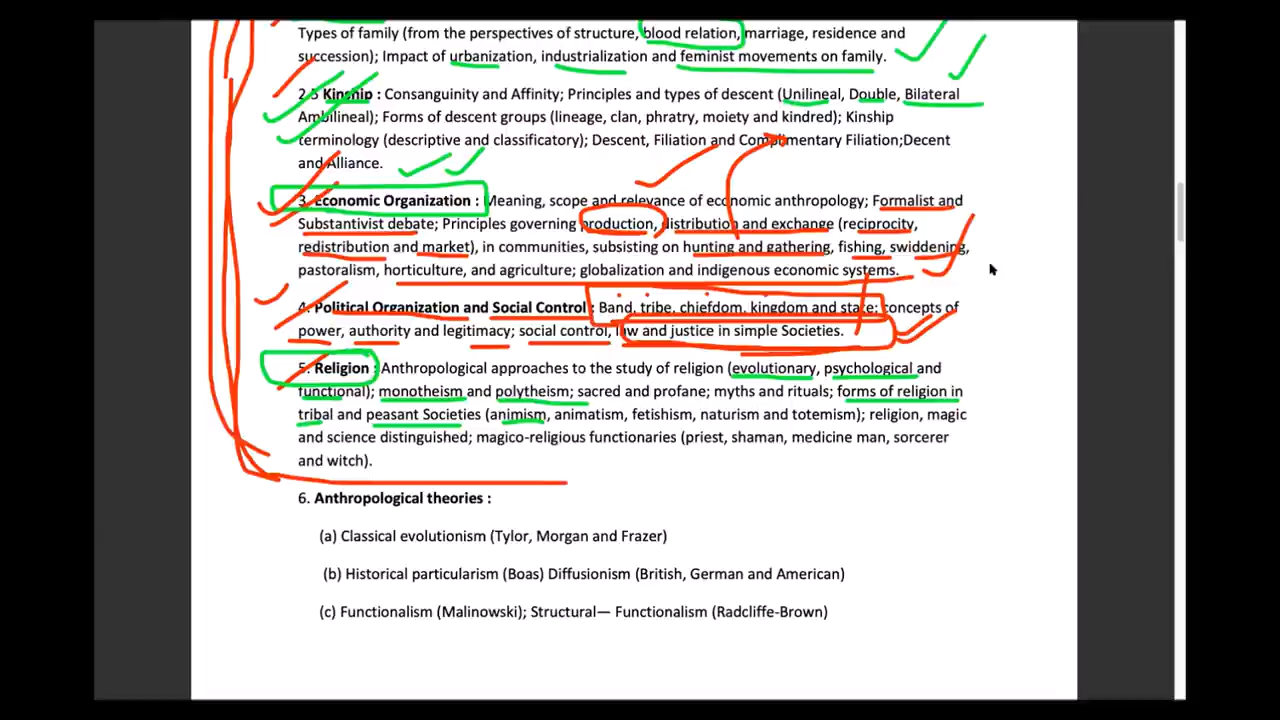 Types of family (from the perspectives of structure, blood relation, marriage, residence and
succession); Impact of urbanization, industrialization and feminist movements on family.
2.5 Kinship : Consanguinity and Affinity; Principles and types of descent (Unilineal, Double, Bilateral
Ambilineal); Forms of descent groups (lineage, clan, phratry, moiety and kindred); Kinship
terminology (descriptive and classificatory); Descent, Filiation and Complimentary Filiation;Decent
and Alliance.
3. Economic Organization : Meaning, scope and relevance of economic anthropology; Formalist and
Substantivist debate; Principles governing production, distribution and exchange (reciprocity,
redistribution and market), in communities, subsisting on hunting and gathering, fishing, swiddening,
pastoralism, horticulture, and agriculture; globalization and indigenous economic systems.
4. Political Organization and Social Control : Band, tribe, chiefdom, kingdom and state; concepts of
power, authority and legitimacy; social control, law and justice in simple Societies.
5. Religion : Anthropological approaches to the study of religion (evolutionary, psychological and
functional); monotheism and polytheism; sacred and profane; myths and rituals; forms of religion in
tribal and peasant Societies (animism, animatism, fetishism, naturism and totemism); religion, magic
and science distinguished; magico-religious functionaries (priest, shaman, medicine man, sorcerer
and witch).
6. Anthropological theories :
(a) Classical evolutionism (Tylor, Morgan and Frazer)
(b) Historical particularism (Boas) Diffusionism (British, German and American)
(c) Functionalism (Malinowski); Structural— Functionalism (Radcliffe-Brown)